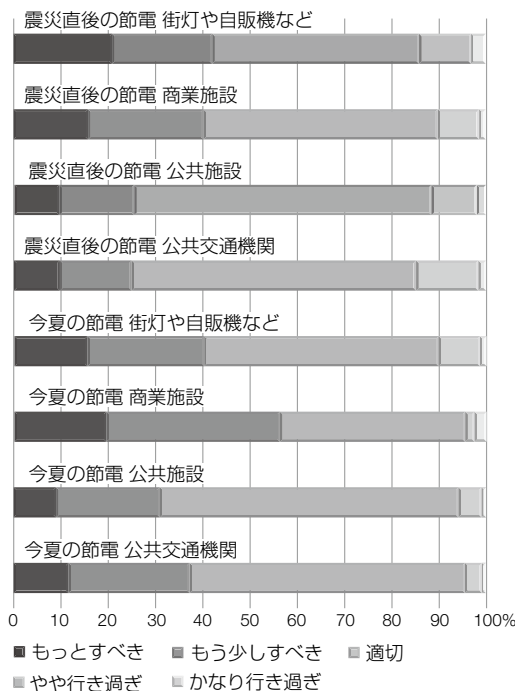 震災直後の節電 街灯や自販機など
震災直後の節電 商業施設
震災直後の節電 公共施設
震災直後の節電 公共交通機関
今夏の節電 街灯や自販機など
今夏の節電 商業施設
今夏の節電 公共施設
今夏の節電 公共交通機関
0 10 20 30 40 50 60 70 80 90 100%
もっとすべき もう少しすべき 適切
やや行き過ぎ かなり行き過ぎ